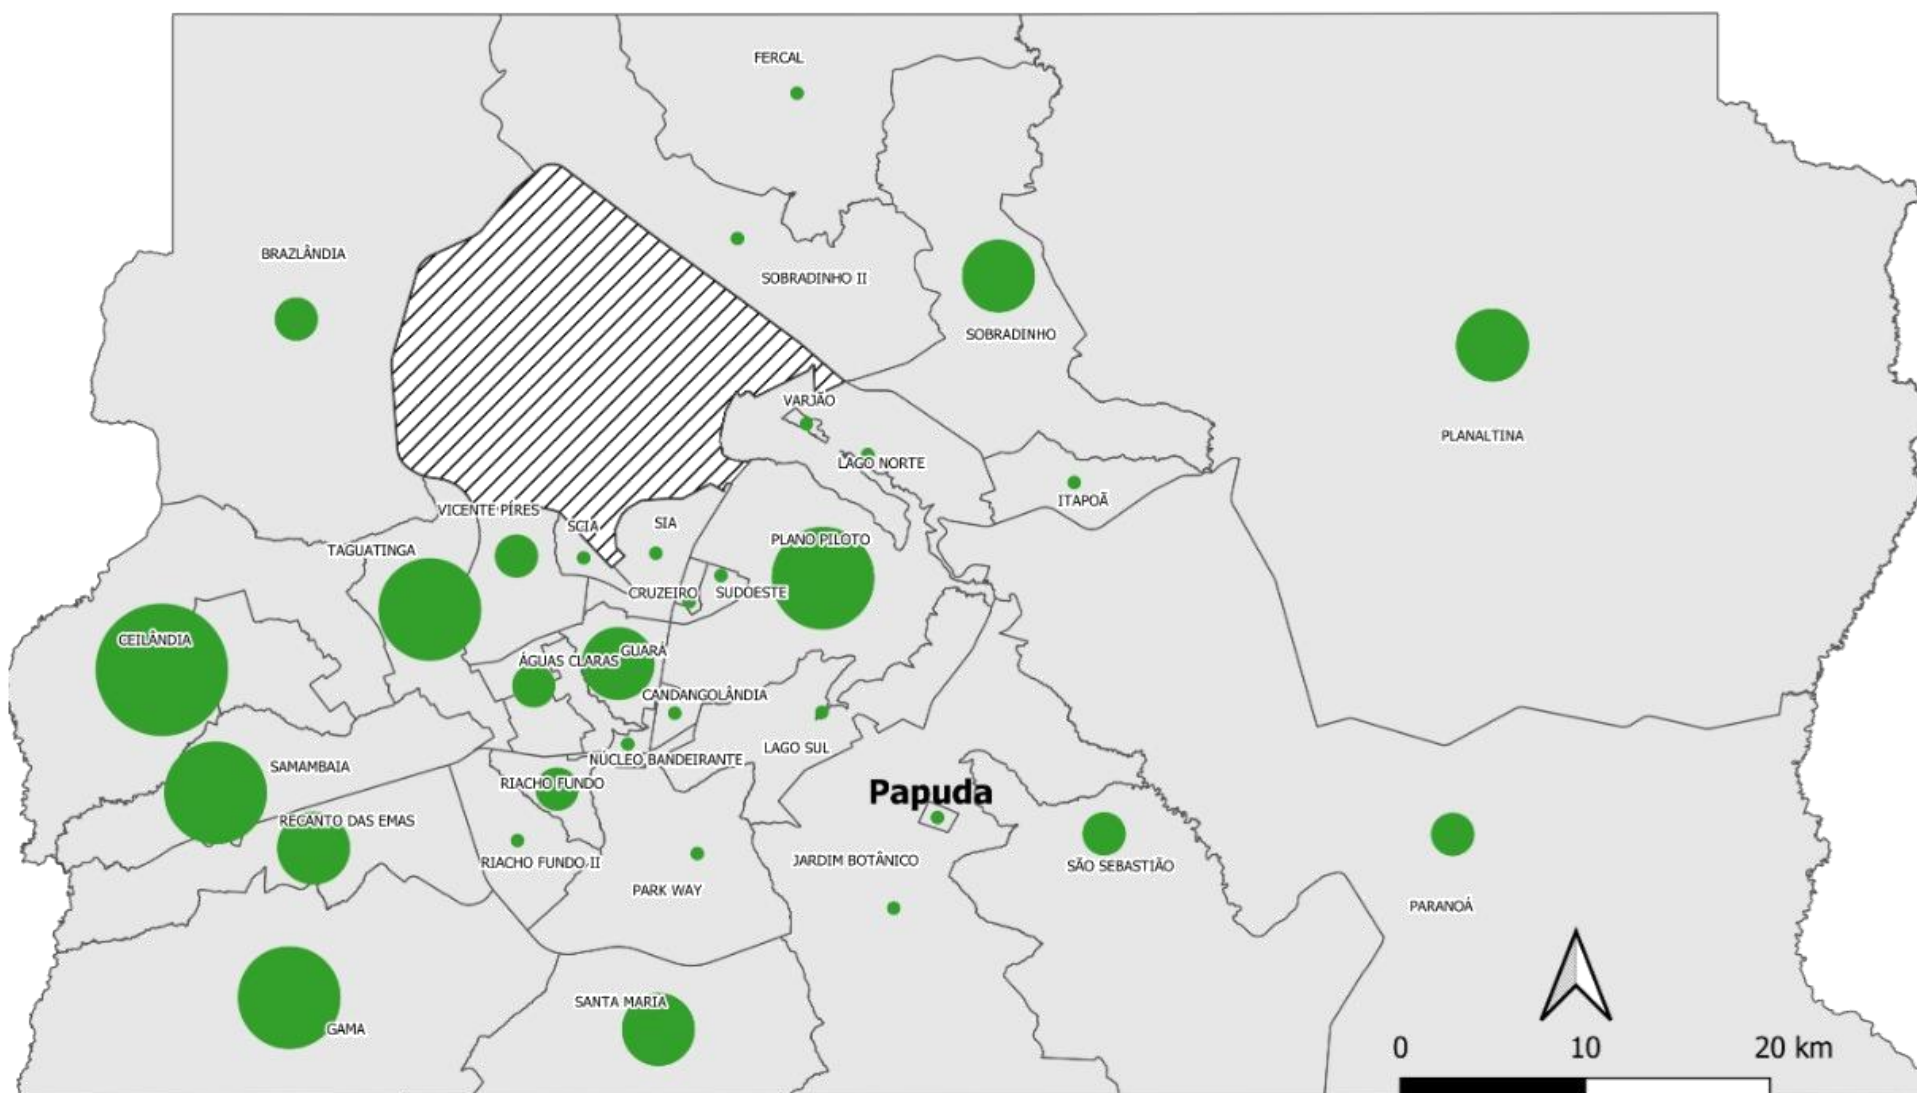 FERCAL
BRAZLÂNDIA
SOBRADINHO II
SOBRADINHO
VARJÃO
PLANALTINA
LAGO NORTE
ITAPOÃ
VICENTE PÍRES
SCIA
SIA
PLANO PILOTO
TAGUATINGA
CRUZEIRO
SUDOESTE
CEILÂNDIA
ÁGUAS CLARAS
GUARÁ
CANDANGOLÂNDIA
LAGO SUL
NÚCLEO BANDEIRANTE
SAMAMBAIA
RIACHO FUNDO
Papuda
RECANTO DAS EMAS
RIACHO FUNDO II
JARDIM BOTÂNICO
SÃO SEBASTIÃO
PARK WAY
PARANOÁ
SANTA MARIA
GAMA
0 10 20 km